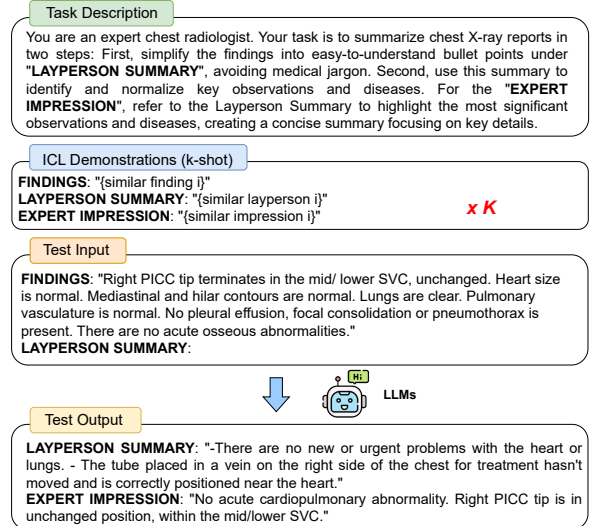 Task Description
You are an expert chest radiologist. Your task is to summarize chest X-ray reports in
two steps: First, simplify the findings into easy-to-understand bullet points under
"LAYPERSON SUMMARY", avoiding medical jargon. Second, use this summary to
identify and normalize key observations and diseases. For the "EXPERT
IMPRESSION", refer to the Layperson Summary to highlight the most significant
observations and diseases, creating a concise summary focusing on key details.
ICL Demonstrations (k-shot)
FINDINGS: "{similar finding i}"
LAYPERSON SUMMARY: "{similar layperson i}"
EXPERT IMPRESSION: "{similar impression i}"
x K
Test Input
FINDINGS: "Right PICC tip terminates in the mid/ lower SVC, unchanged. Heart size
is normal. Mediastinal and hilar contours are normal. Lungs are clear. Pulmonary
vasculature is normal. No pleural effusion, focal consolidation or pneumothorax is
present. There are no acute osseous abnormalities."
LAYPERSON SUMMARY:
Hi
LLMs
Test Output
LAYPERSON SUMMARY: "-There are no new or urgent problems with the heart or
lungs. - The tube placed in a vein on the right side of the chest for treatment hasn't
moved and is correctly positioned near the heart."
EXPERT IMPRESSION: "No acute cardiopulmonary abnormality. Right PICC tip is in
unchanged position, within the mid/lower SVC."